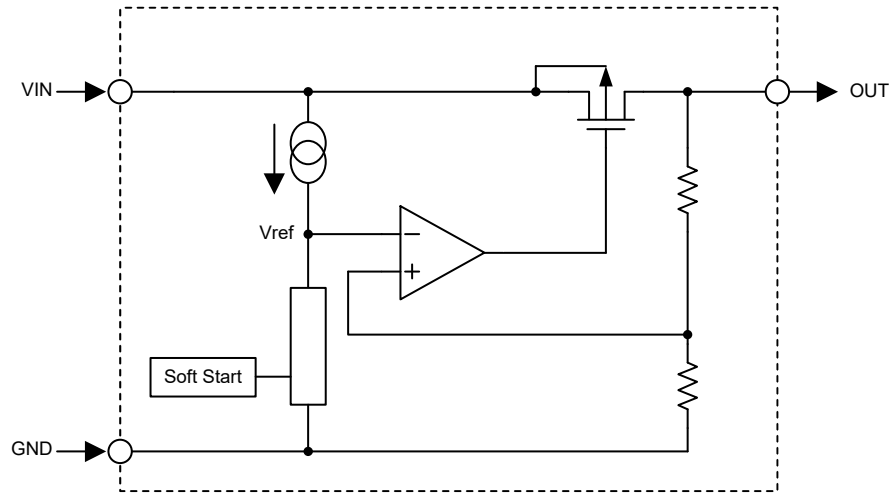 VIN
OUT
Vref
−
+
Soft Start
GND